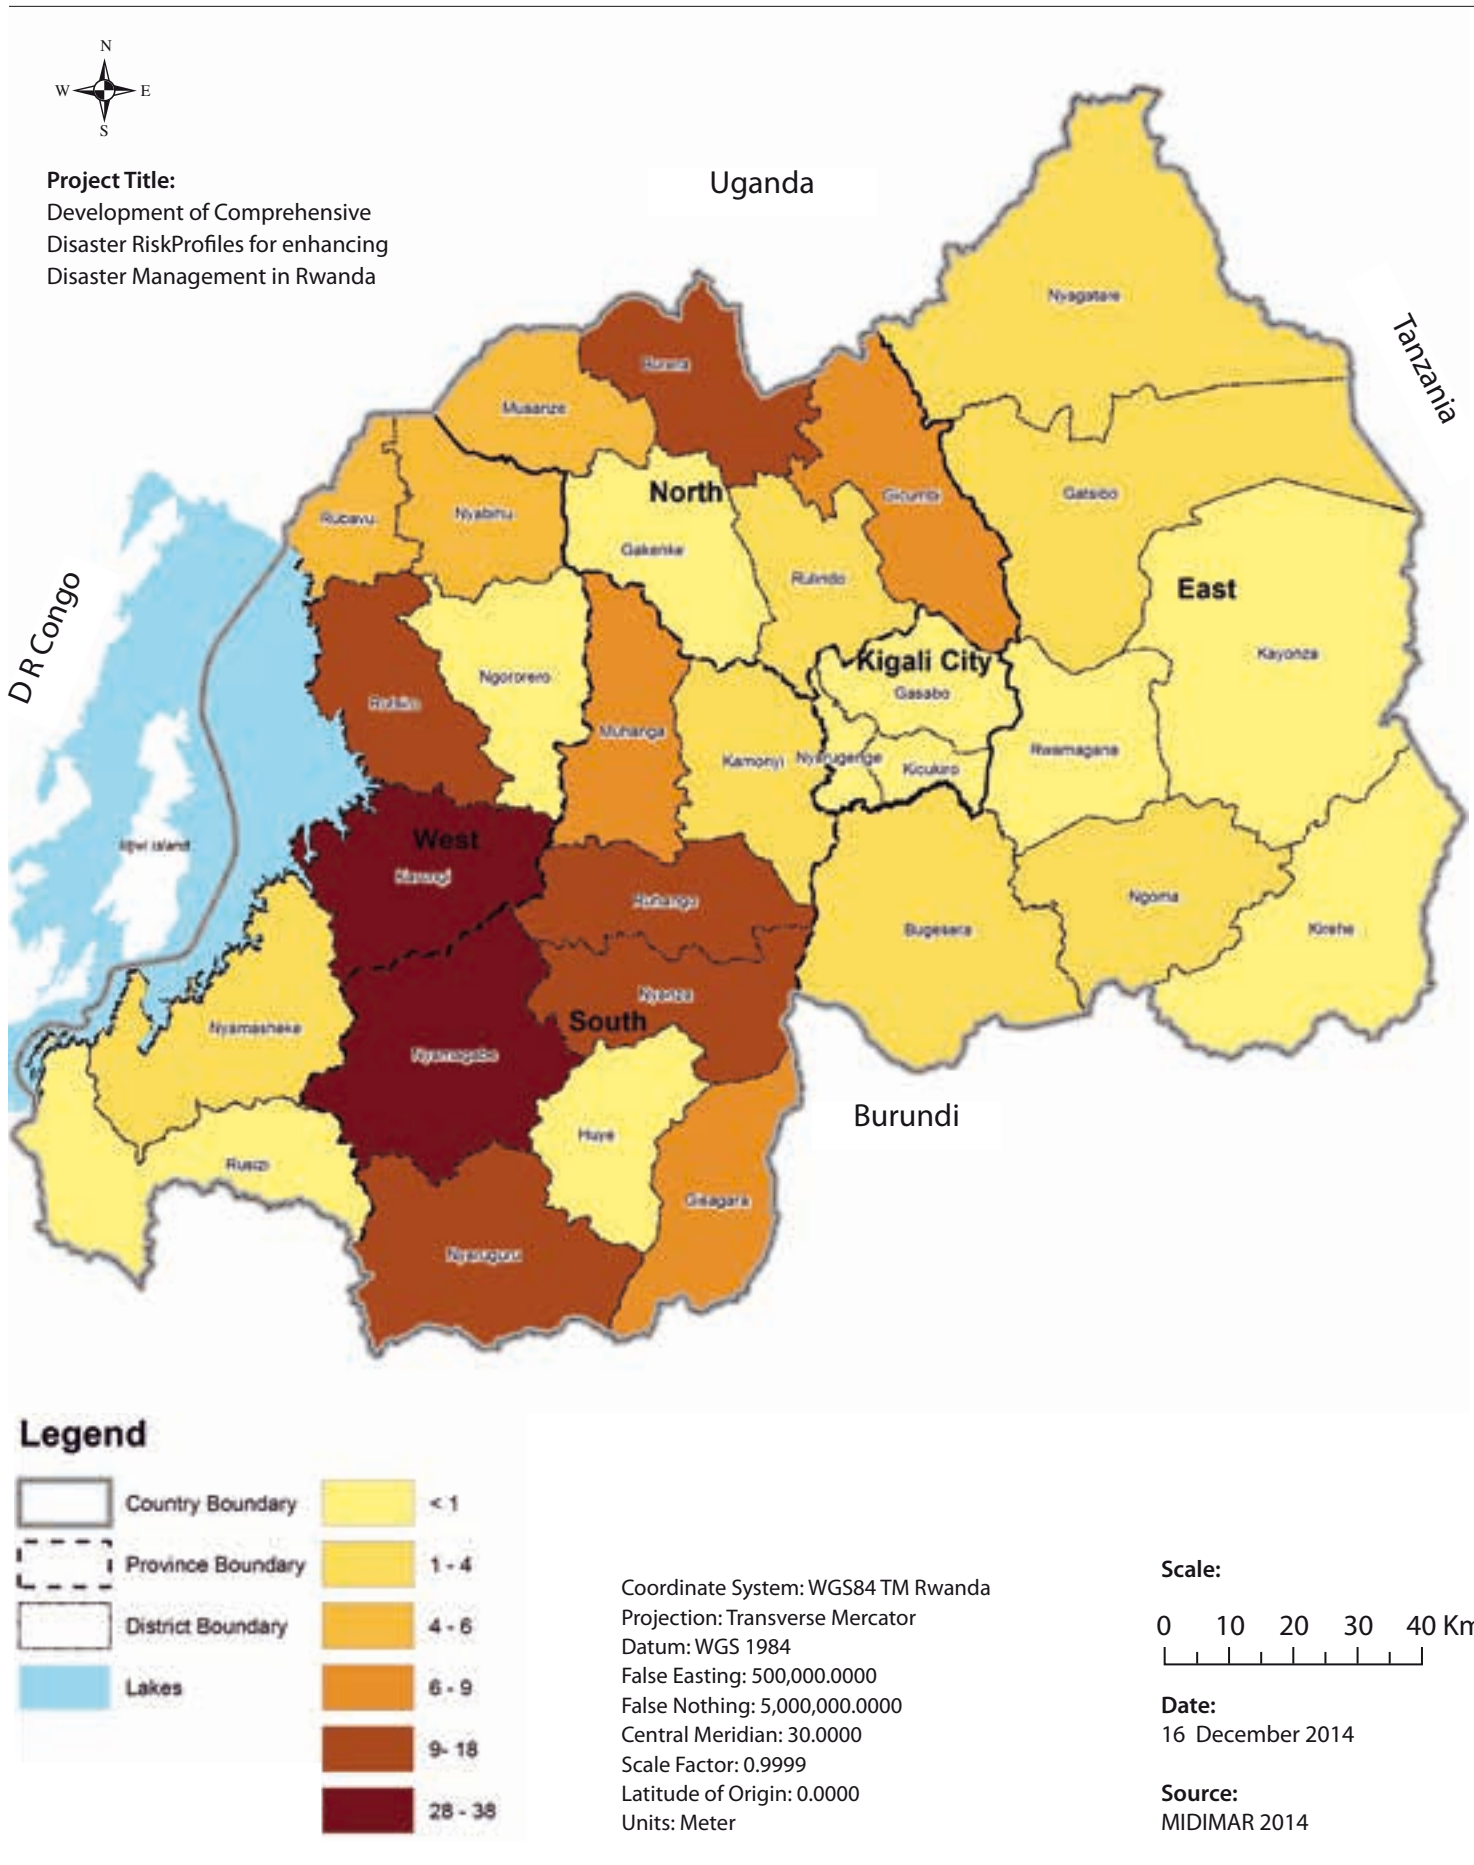 N
W E
S
Project Title:
Development of Comprehensive
Disaster RiskProfiles for enhancing
Disaster Management in Rwanda
Uganda
Tanzania
D R Congo
Burundi
Nyagatare
Burera
Musanze
Gicumbi
Gatsibo
North
Rubavu
Nyabihu
Gakenke
Rulindo
East
Kayonza
Kigali City
Gasabo
Ngororero
Rutsiro
Muhanga
Kamonyi
Nyarugenge
Kicukiro
Rwamagana
West
Karongi
Ruhango
Bugesera
Ngoma
Kirehe
Nyanza
South
Nyamasheke
Nyamagabe
Huye
Rusizi
Gisagara
Nyaruguru
Legend
Country Boundary
Province Boundary
District Boundary
Lakes
< 1
1 - 4
4 - 6
6 - 9
9- 18
28 - 38
Coordinate System: WGS84 TM Rwanda
Projection: Transverse Mercator
Datum: WGS 1984
False Easting: 500,000.0000
False Nothing: 5,000,000.0000
Central Meridian: 30.0000
Scale Factor: 0.9999
Latitude of Origin: 0.0000
Units: Meter
Scale:
0 10 20 30 40 Km
Date:
16 December 2014
Source:
MIDIMAR 2014